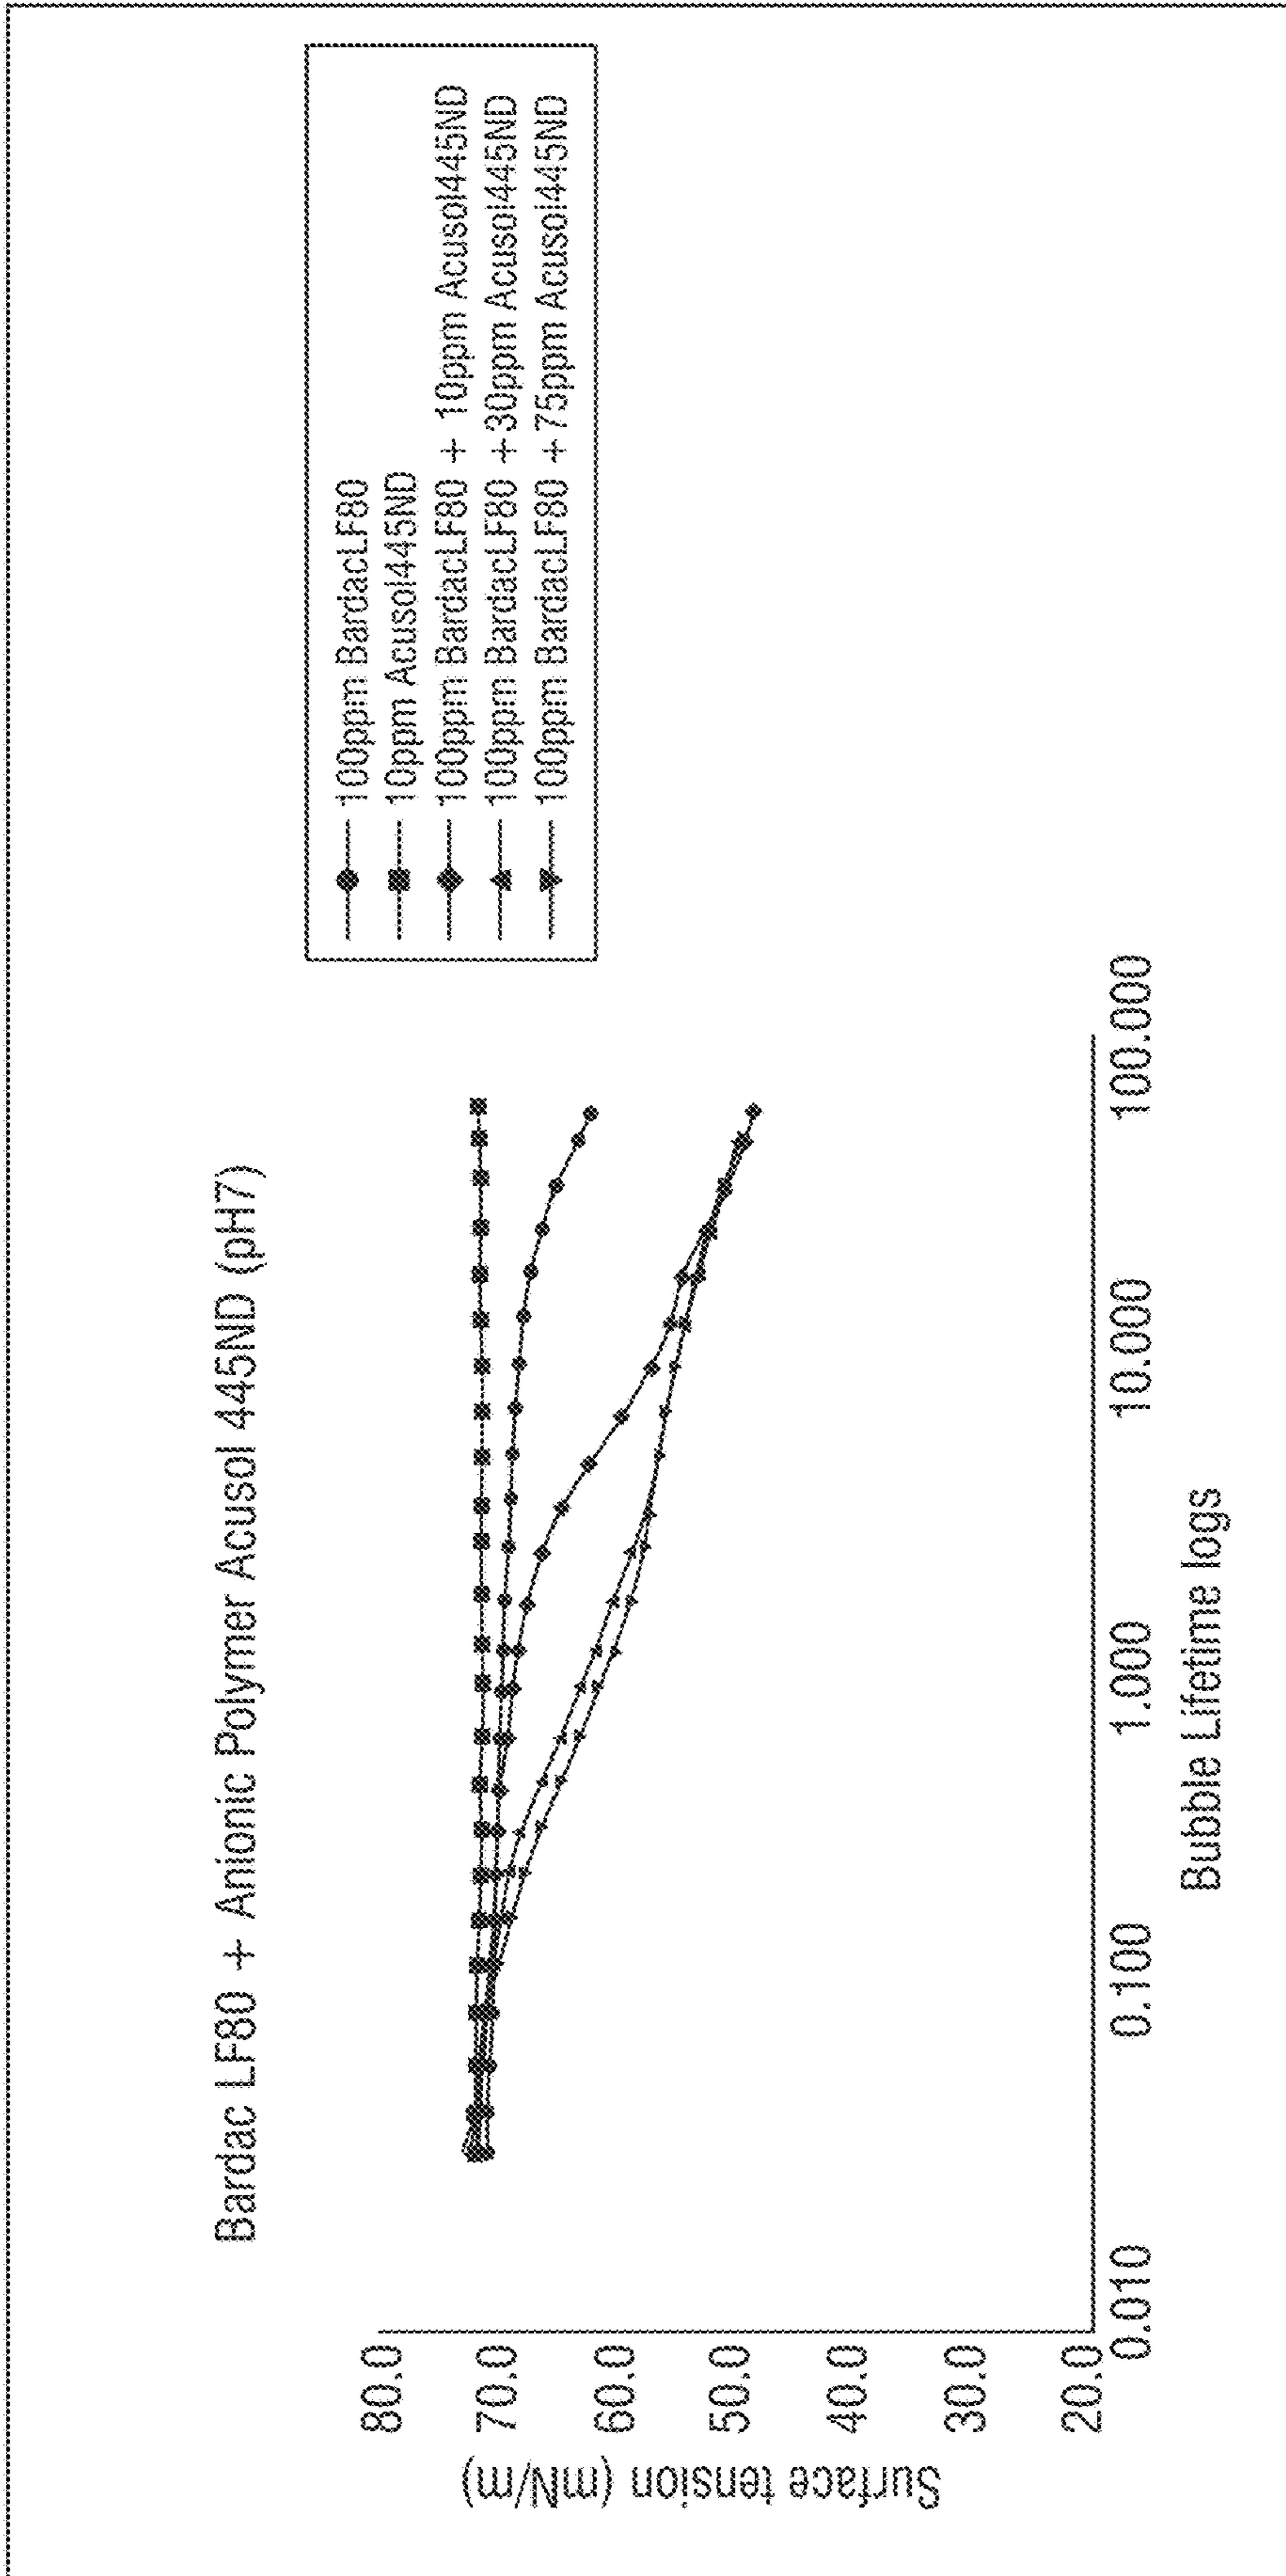 Bardac LF80 + Anionic Polymer Acusol 445ND (pH7)
100ppm BardacLF80
10ppm Acusol445ND
100ppm BardacLF80 + 10ppm Acusol445ND
100ppm BardacLF80 +30ppm Acusol445ND
100ppm BardacLF80 +75ppm Acusol445ND
Surface tension (mN/m)
80.0
70.0
60.0
50.0
40.0
30.0
20.0
0.010
0.100
1.000
10.000
100.000
Bubble Lifetime logs